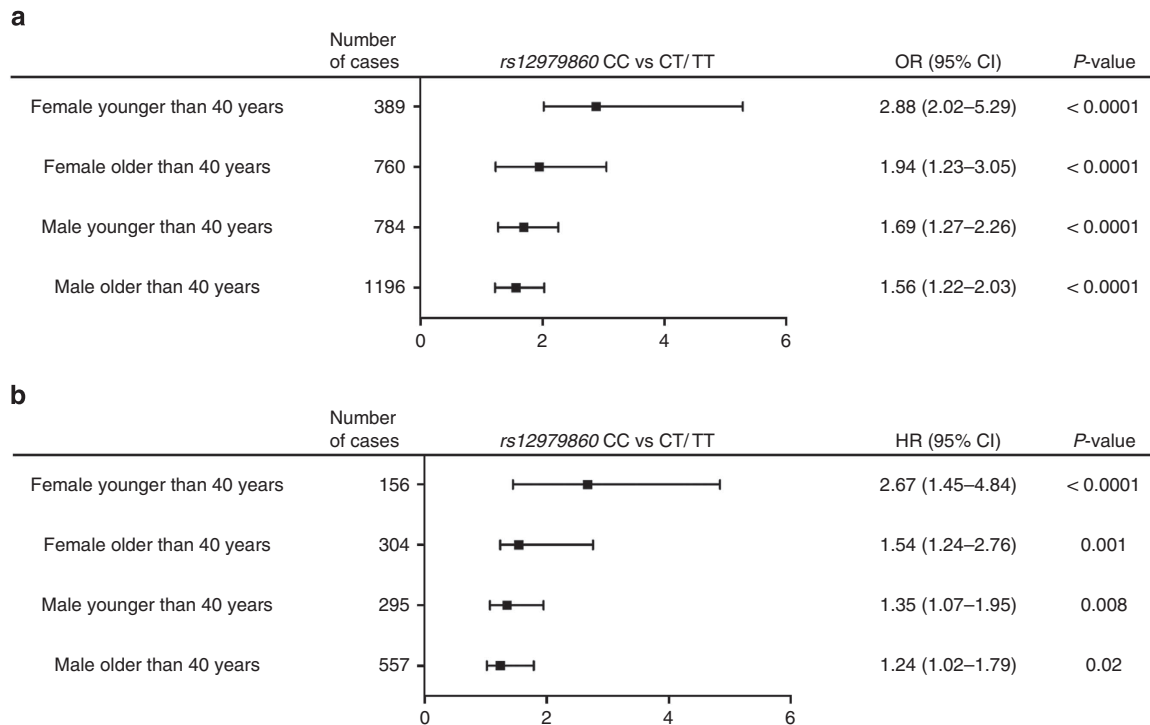 a
Number
of cases rs12979860 CC vs CT/TT OR (95% CI) P-value
Female younger than 40 years 389 2.88 (2.02–5.29) < 0.0001
Female older than 40 years 760 1.94 (1.23–3.05) < 0.0001
Male younger than 40 years 784 1.69 (1.27–2.26) < 0.0001
Male older than 40 years 1196 1.56 (1.22–2.03) < 0.0001
0 2 4 6
b
Number
of cases rs12979860 CC vs CT/TT HR (95% CI) P-value
Female younger than 40 years 156 2.67 (1.45–4.84) < 0.0001
Female older than 40 years 304 1.54 (1.24–2.76) 0.001
Male younger than 40 years 295 1.35 (1.07–1.95) 0.008
Male older than 40 years 557 1.24 (1.02–1.79) 0.02
0 2 4 6